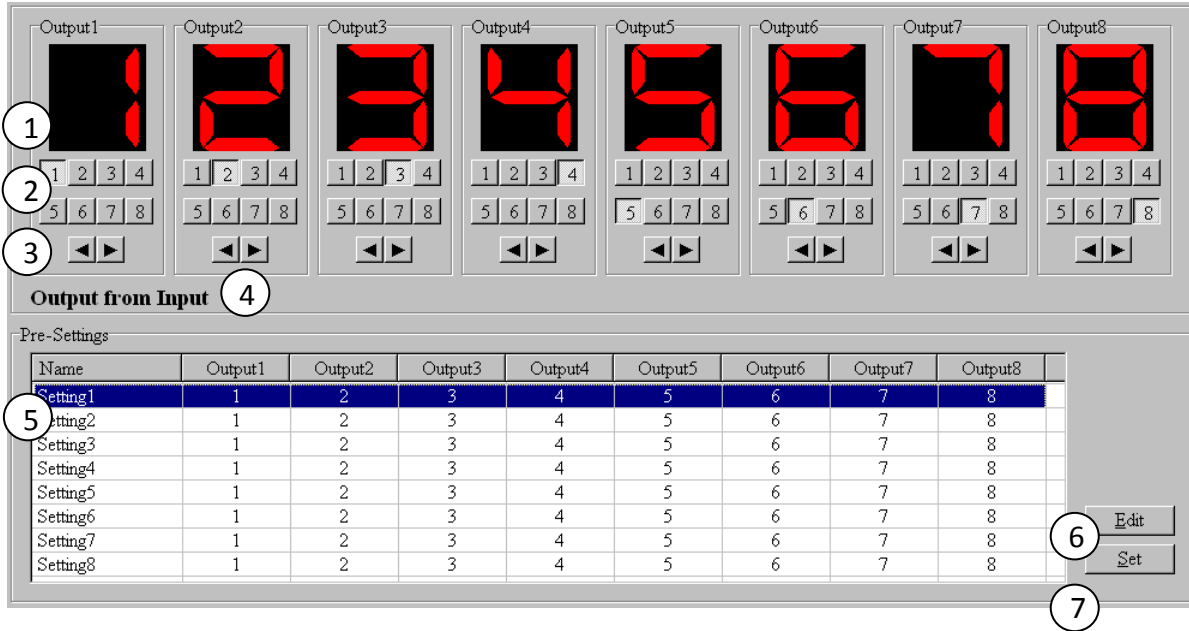 Output1 Output2 Output3 Output4 Output5 Output6 Output7 Output8
1 2 3 4 5 6 7 8
1
1 2 3 4 1 2 3 4 1 2 3 4 1 2 3 4 1 2 3 4 1 2 3 4 1 2 3 4 1 2 3 4
2
5 6 7 8 5 6 7 8 5 6 7 8 5 6 7 8 5 6 7 8 5 6 7 8 5 6 7 8 5 6 7 8
3 ◀ ▶ ◀ ▶ ◀ ▶ ◀ ▶ ◀ ▶ ◀ ▶ ◀ ▶ ◀ ▶
Output from Input 4
Pre-Settings
Name Output1 Output2 Output3 Output4 Output5 Output6 Output7 Output8
Setting1 1 2 3 4 5 6 7 8
5
Setting2 1 2 3 4 5 6 7 8
Setting3 1 2 3 4 5 6 7 8
Setting4 1 2 3 4 5 6 7 8
Setting5 1 2 3 4 5 6 7 8
Setting6 1 2 3 4 5 6 7 8
Edit
6
Setting7 1 2 3 4 5 6 7 8
Setting8 1 2 3 4 5 6 7 8
Set
7